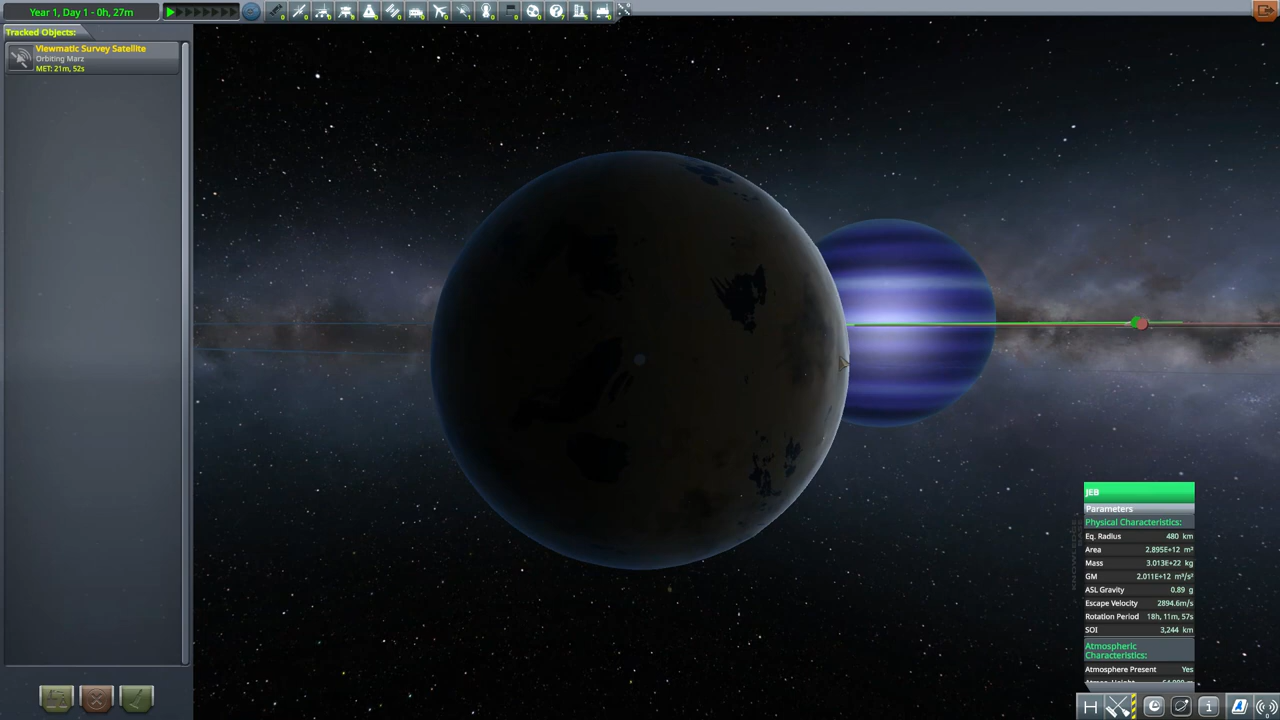 Year 1, Day 1 - 0h, 27m
Tracked Objects:
Viewmatic Survey Satellite
Orbiting Marz
MET: 21m, 52s
JEB
Parameters
Physical Characteristics:
Eq. Radius 480 km
Area 2.895E+12 m²
Mass 3.013E+22 kg
GM 2.011E+12 m³/s²
ASL Gravity 0.89 g
Escape Velocity 2894.6m/s
Rotation Period 18h, 11m, 57s
SOI 3,244 km
Atmospheric
Characteristics:
Atmosphere Present Yes